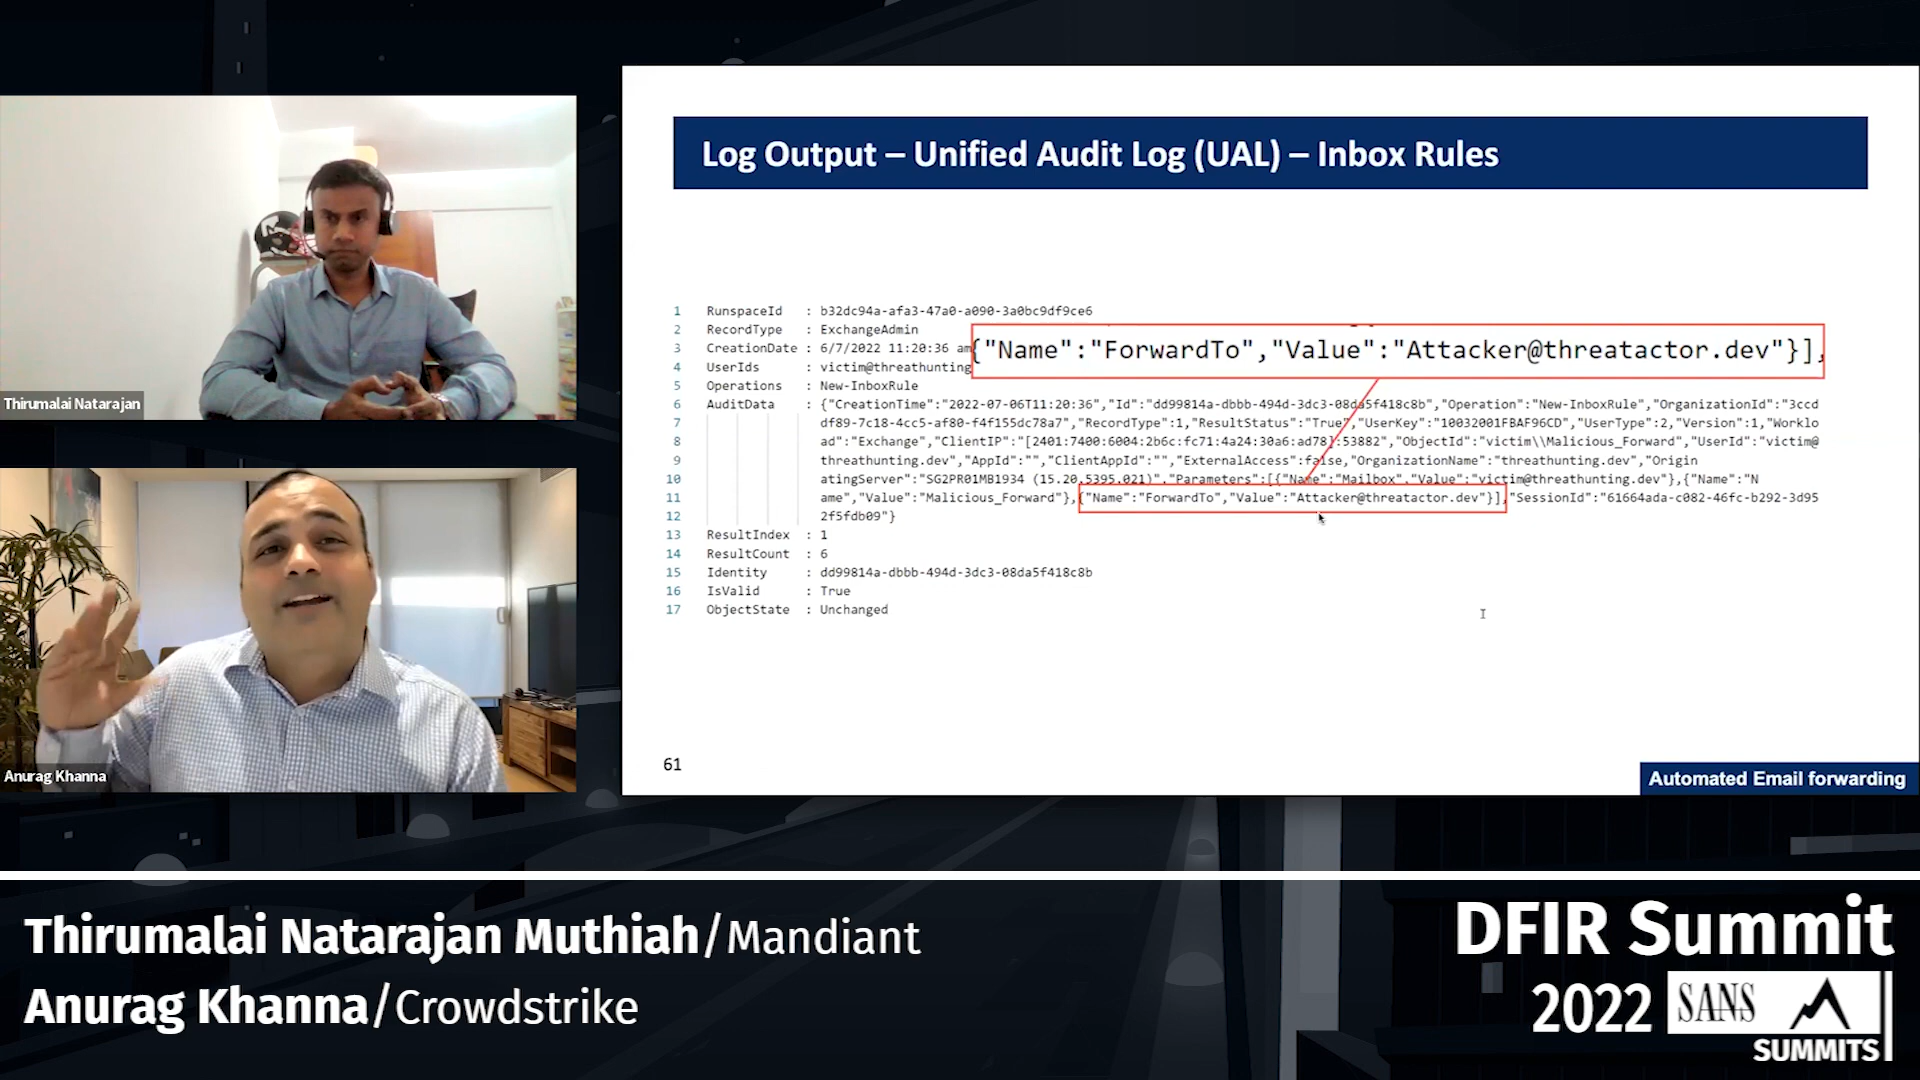 Thirumalai Natarajan
Anurag Khanna
Log Output – Unified Audit Log (UAL) – Inbox Rules
1 RunspaceId : b32dc94a-afa3-47a0-a090-3a0bc9df9ce6
2 RecordType : ExchangeAdmin
3 CreationDate : 6/7/2022 11:20:36 am
{"Name":"ForwardTo","Value":"Attacker@threatactor.dev"}],
4 UserIds : victim@threathunting
5 Operations : New-InboxRule
6 AuditData : {"CreationTime":"2022-07-06T11:20:36","Id":"dd99814a-dbbb-494d-3dc3-08da5f418c8b","Operation":"New-InboxRule","OrganizationId":"3ccd
7 df89-7c18-4cc5-af80-f4f155dc78a7","RecordType":1,"ResultStatus":"True","UserKey":"10032001FBAF96CD","UserType":2,"Version":1,"Worklo
8 ad":"Exchange","ClientIP":"[2401:7400:6004:2b6c:fc71:4a24:30a6:ad78]:53882","ObjectId":"victim\\Malicious_Forward","UserId":"victim@
9 threathunting.dev","AppId":"","ClientAppId":"","ExternalAccess":false,"OrganizationName":"threathunting.dev","Origin
10 atingServer":"SG2PR01MB1934 (15.20.5395.021)","Parameters":[{"Name":"Mailbox","Value":"victim@threathunting.dev"},{"Name":"N
11 ame","Value":"Malicious_Forward"},{"Name":"ForwardTo","Value":"Attacker@threatactor.dev"}],"SessionId":"61664ada-c082-46fc-b292-3d95
12 2f5fdb09"}
13 ResultIndex : 1
14 ResultCount : 6
15 Identity : dd99814a-dbbb-494d-3dc3-08da5f418c8b
16 IsValid : True
17 ObjectState : Unchanged
61
Automated Email forwarding
Thirumalai Natarajan Muthiah/Mandiant
Anurag Khanna/Crowdstrike
DFIR Summit
2022 SANS
SUMMITS